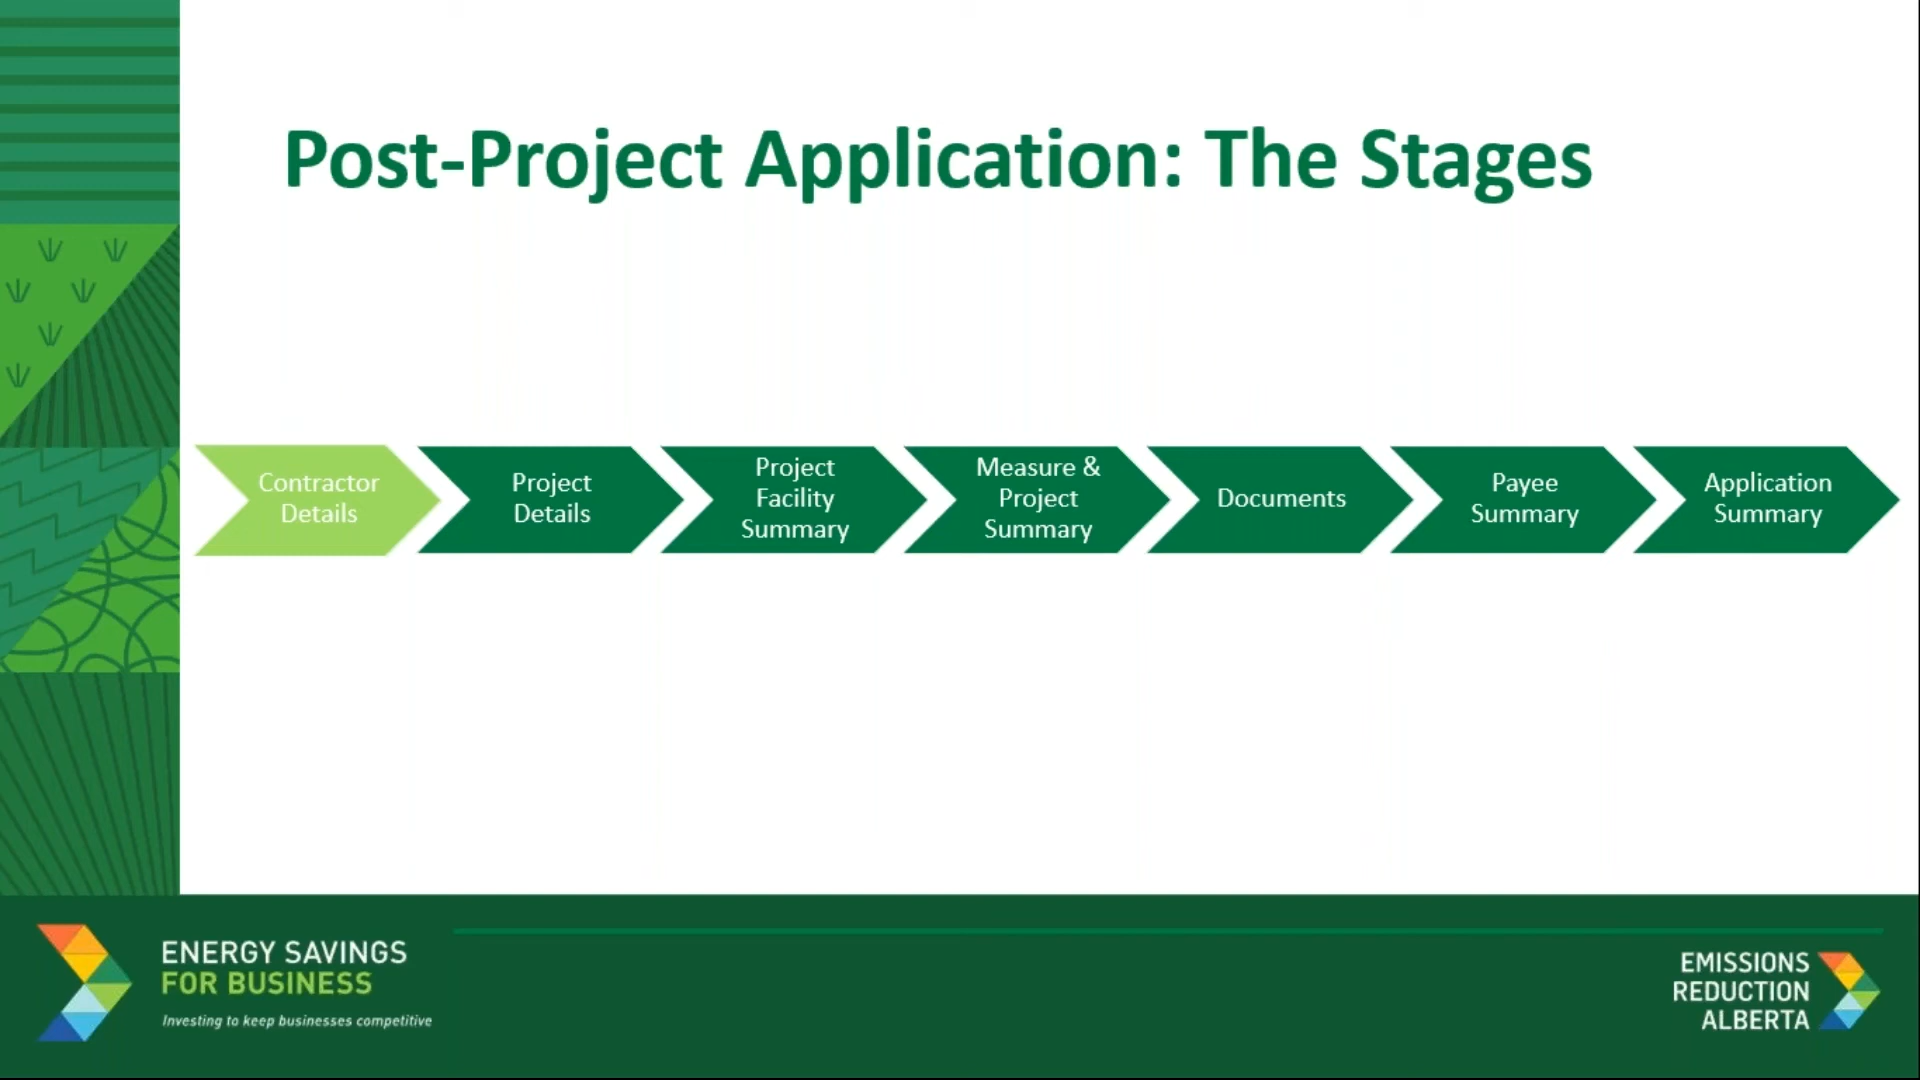 Post-Project Application: The Stages
Contractor
Details
Project
Details
Project
Facility
Summary
Measure &
Project
Summary
Documents
Payee
Summary
Application
Summary
ENERGY SAVINGS
FOR BUSINESS
Investing to keep businesses competitive
EMISSIONS
REDUCTION
ALBERTA